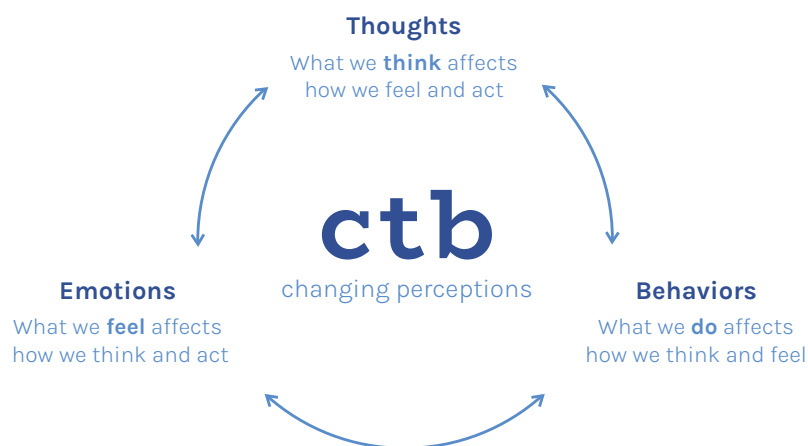 Thoughts
What we think affects
how we feel and act
ctb
changing perceptions
Emotions
What we feel affects
how we think and act
Behaviors
What we do affects
how we think and feel